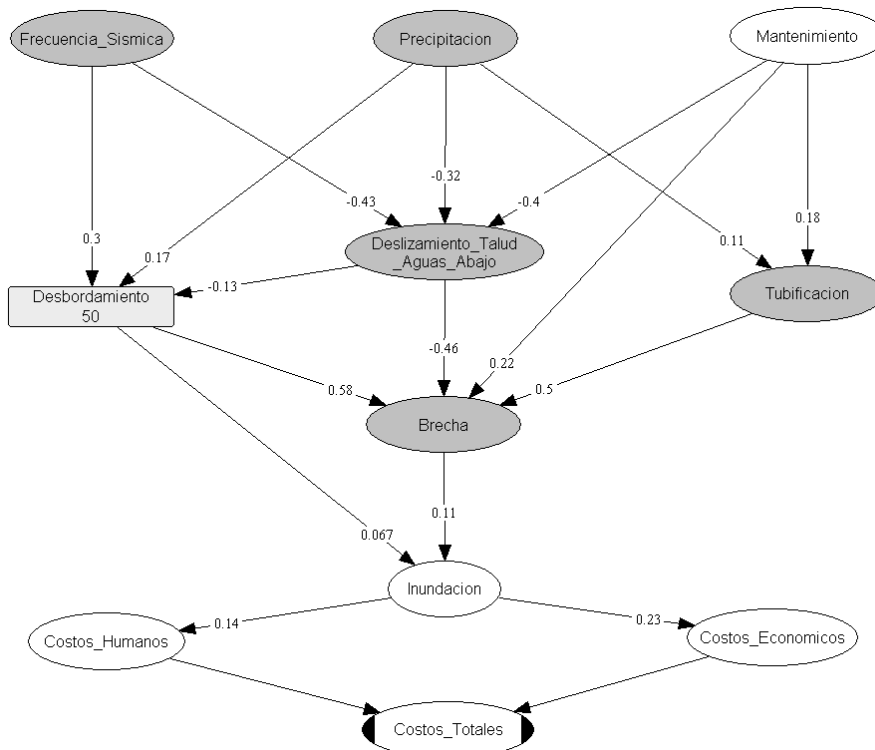 Frecuencia_Sismica
Precipitacion
Mantenimiento
-0.43
-0.32
-0.4
0.18
0.3
0.17
0.11
Deslizamiento_Talud
_Aguas_Abajo
-0.13
Desbordamiento
50
Tubificacion
-0.46
0.22
0.58
0.5
Brecha
0.11
0.067
Inundacion
0.14
0.23
Costos_Humanos
Costos_Economicos
Costos_Totales